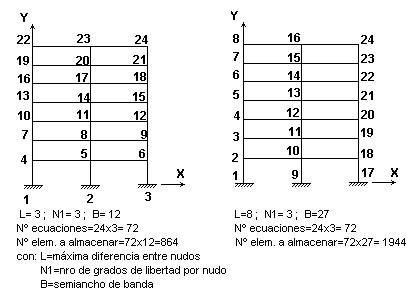 Y
22 23 24
19 20 21
16 17 18
13 14 15
10 11 12
7 8 9
4 5 6
X
1 2 3
L= 3 ; N1= 3 ; B= 12
Nº ecuaciones=24x3= 72
Nº elem. a almacenar=72x12=864
con: L=máxima diferencia entre nudos
N1=nro de grados de libertad por nudo
B=semiancho de banda
Y
8 16 24
7 15 23
6 14 22
5 13 21
4 12 20
3 11 19
2 10 18
X
1 9 17
L=8 ; N1= 3 ; B=27
Nº ecuaciones=24x3= 72
Nº elem. a almacenar=72x27= 1944